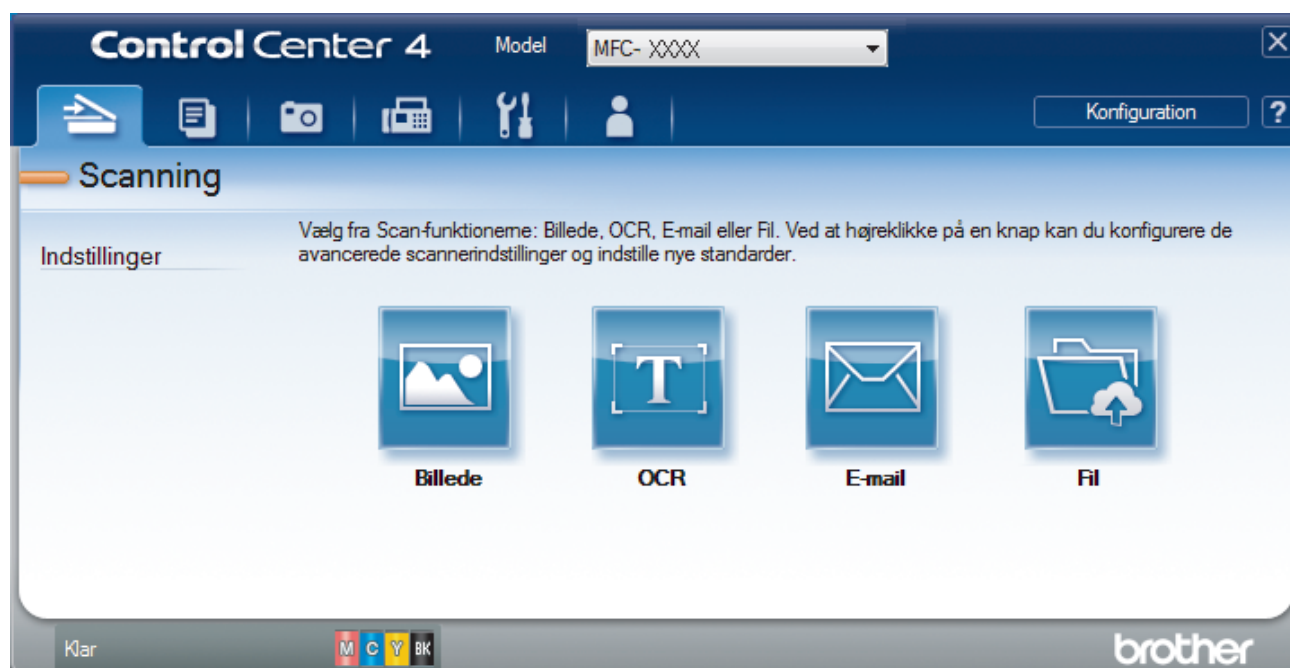 Control Center 4
Model
MFC- XXXX
Konfiguration
?
Scanning
Indstillinger
Vælg fra Scan-funktionerne: Billede, OCR, E-mail eller Fil. Ved at højreklikke på en knap kan du konfigurere de
avancerede scannerindstillinger og indstille nye standarder.
T
Billede
OCR
E-mail
Fil
Klar
M C Y BK
brother